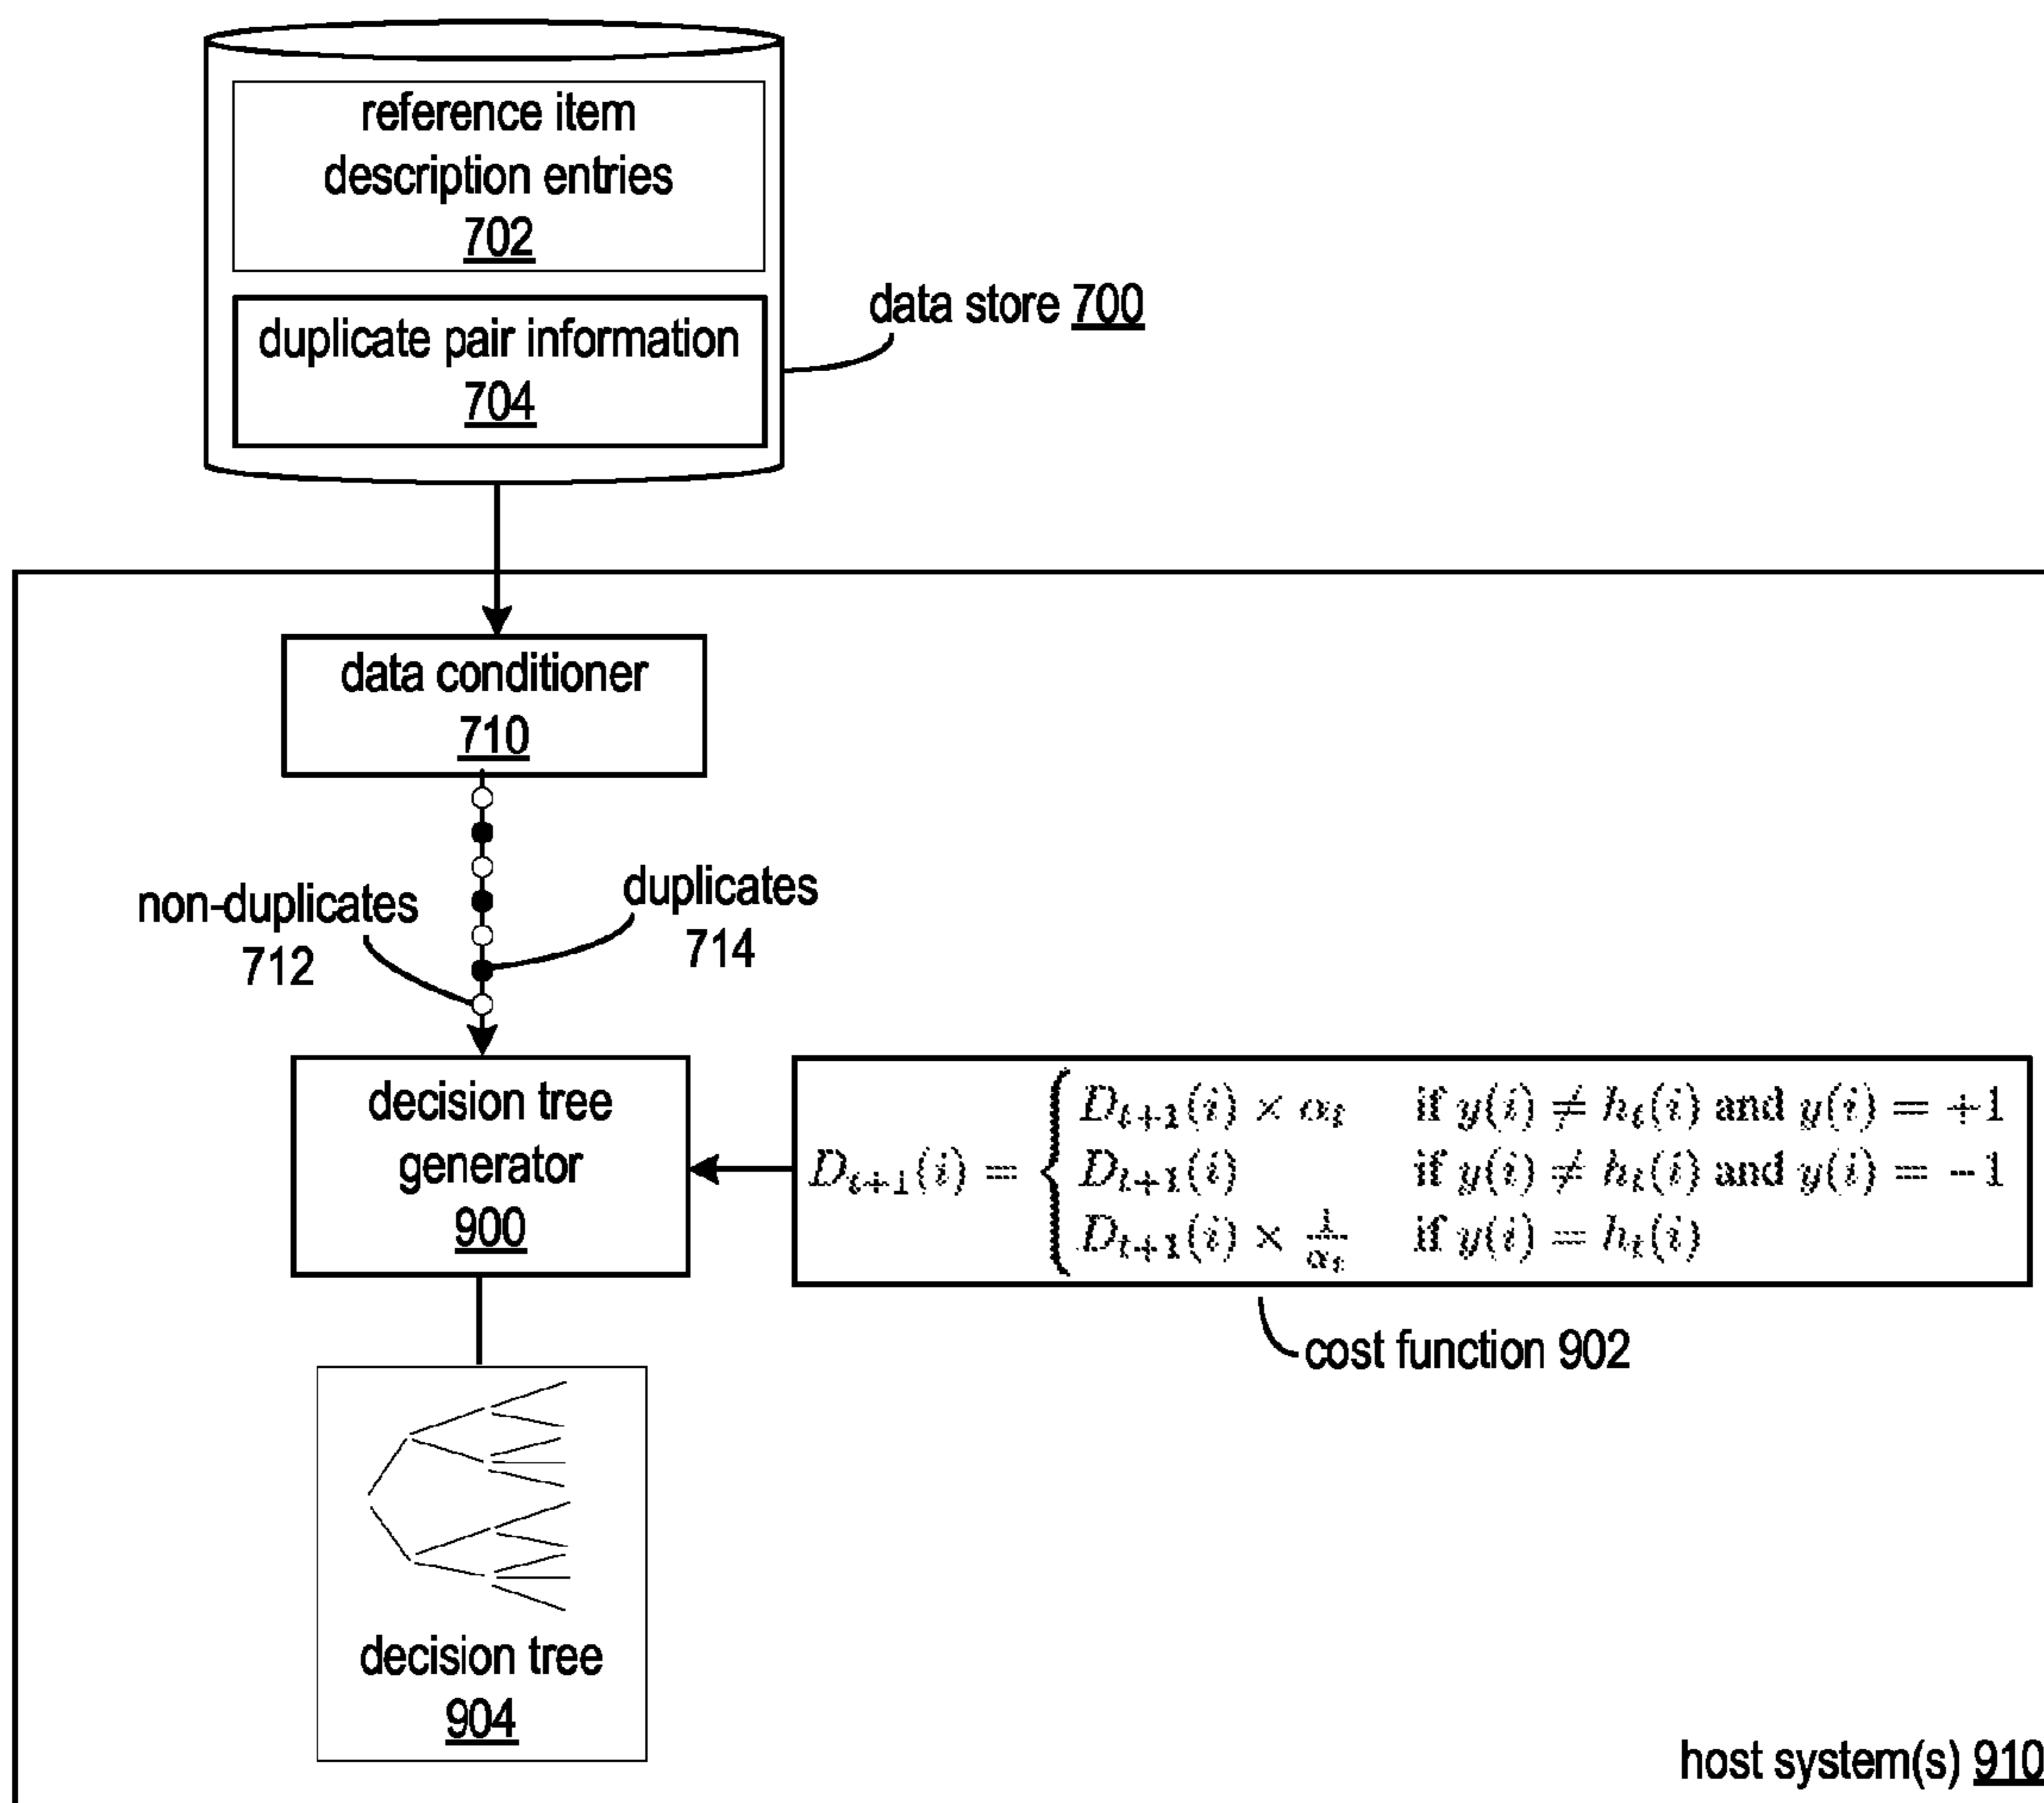 reference item
description entries
702
duplicate pair information
704
data store 700
data conditioner
710
non-duplicates
712
duplicates
714
decision tree
generator
900
D_{t+1}(i) = { D_{t+1}(i) × α_t if y(i) ≠ h_t(i) and y(i) = +1
D_{t+1}(i) if y(i) ≠ h_t(i) and y(i) = -1
D_{t+1}(i) × 1/α_t if y(i) = h_t(i)
cost function 902
decision tree
904
host system(s) 910